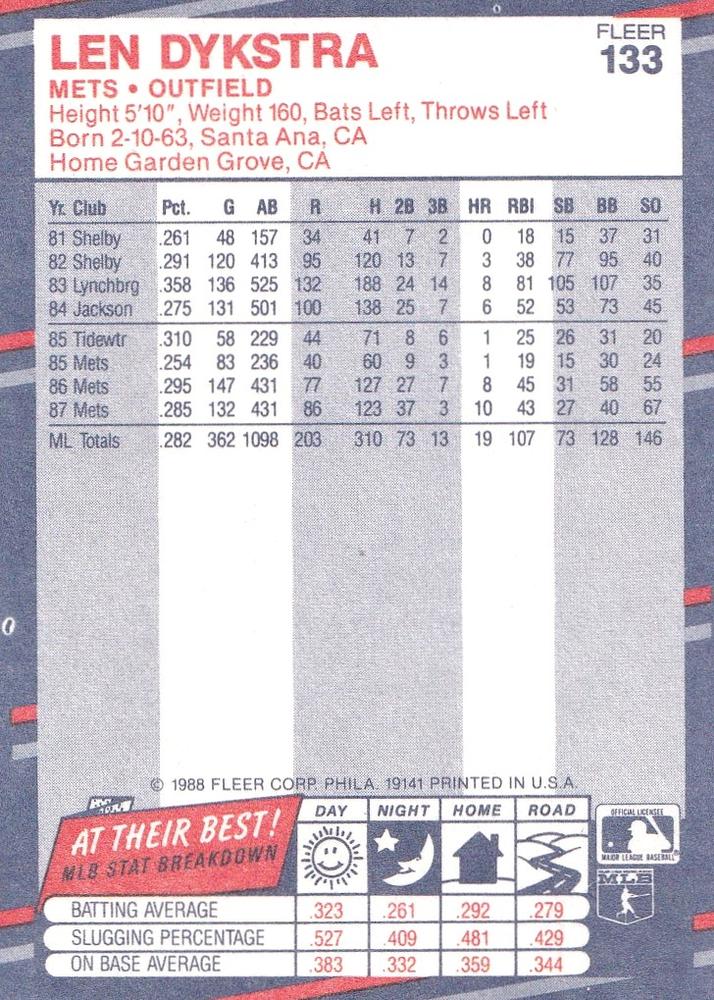 LEN DYKSTRA
FLEER
133
METS • OUTFIELD
Height 5'10", Weight 160, Bats Left, Throws Left
Born 2-10-63, Santa Ana, CA
Home Garden Grove, CA
Yr. Club Pct. G AB R H 2B 3B HR RBI SB BB SO
81 Shelby .261 48 157 34 41 7 2 0 18 15 37 31
82 Shelby .291 120 413 95 120 13 7 3 38 77 95 40
83 Lynchbrg .358 136 525 132 188 24 14 8 81 105 107 35
84 Jackson .275 131 501 100 138 25 7 6 52 53 73 45
85 Tidewtr .310 58 229 44 71 8 6 1 25 26 31 20
85 Mets .254 83 236 40 60 9 3 1 19 15 30 24
86 Mets .295 147 431 77 127 27 7 8 45 31 58 55
87 Mets .285 132 431 86 123 37 3 10 43 27 40 67
ML Totals .282 362 1098 203 310 73 13 19 107 73 128 146
© 1988 FLEER CORP. PHILA. 19141 PRINTED IN U.S.A.
AT THEIR BEST!
MLB STAT BREAKDOWN
DAY NIGHT HOME ROAD
OFFICIAL LICENSEE
MAJOR LEAGUE BASEBALL
MLB
BATTING AVERAGE .323 .261 .292 .279
SLUGGING PERCENTAGE .527 .409 .481 .429
ON BASE AVERAGE .383 .332 .359 .344